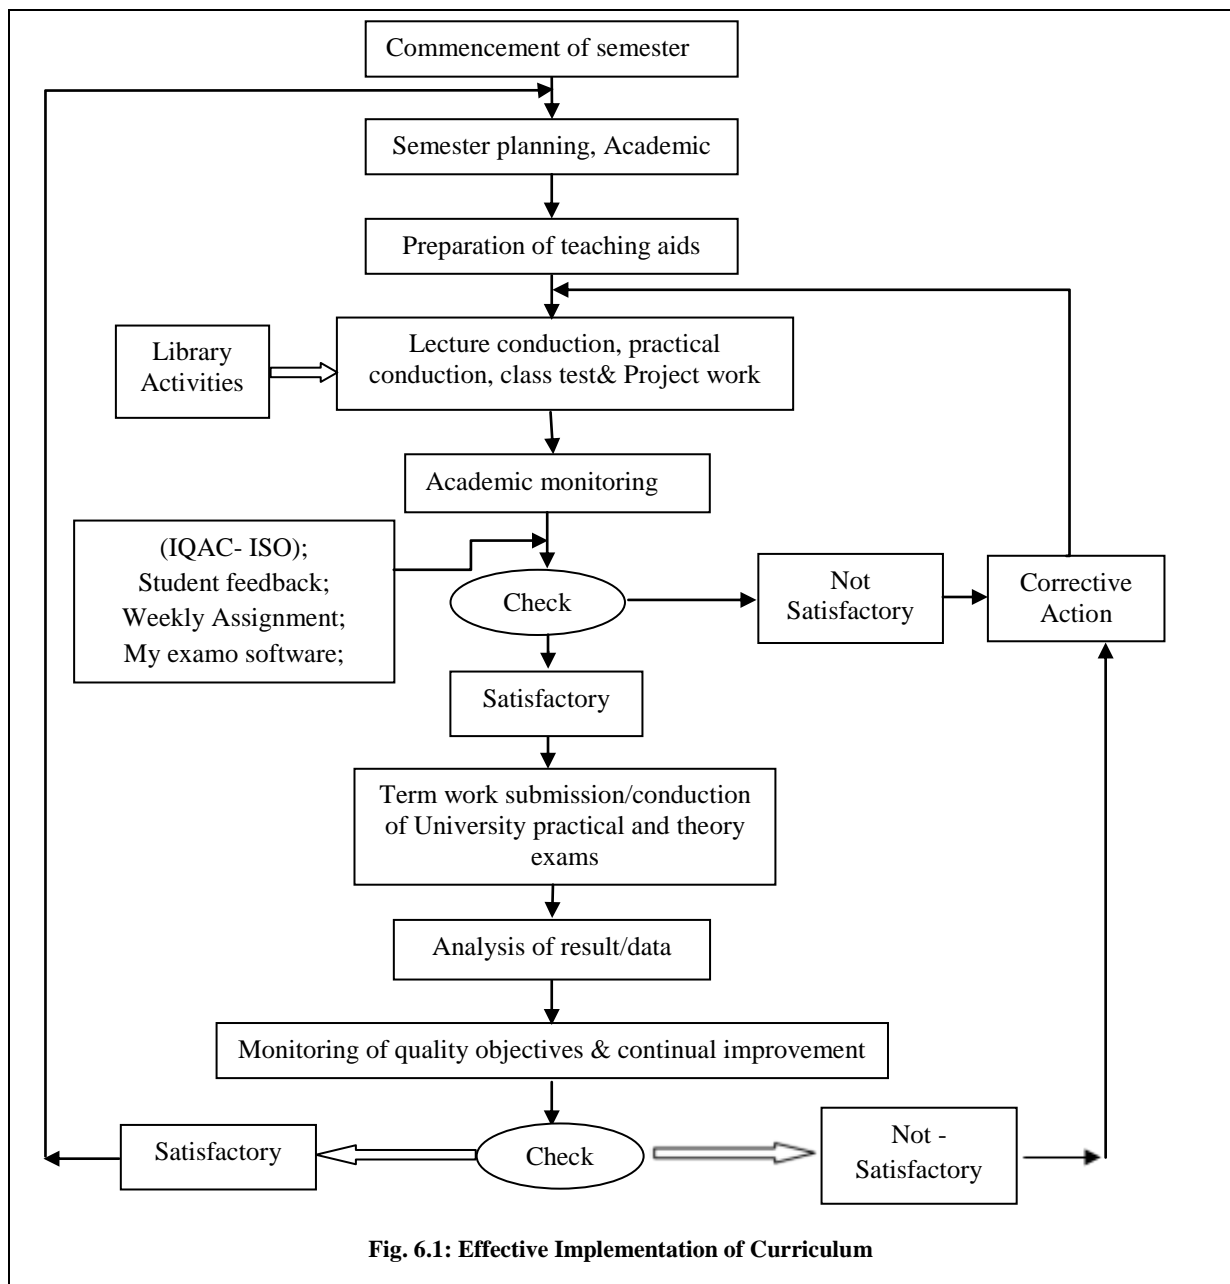 Commencement of semester
Semester planning, Academic
Preparation of teaching aids
Library
Activities
Lecture conduction, practical
conduction, class test& Project work
Academic monitoring
(IQAC- ISO);
Student feedback;
Weekly Assignment;
My examo software;
Check
Not
Satisfactory
Corrective
Action
Satisfactory
Term work submission/conduction
of University practical and theory
exams
Analysis of result/data
Monitoring of quality objectives & continual improvement
Satisfactory
Check
Not -
Satisfactory
Fig. 6.1: Effective Implementation of Curriculum